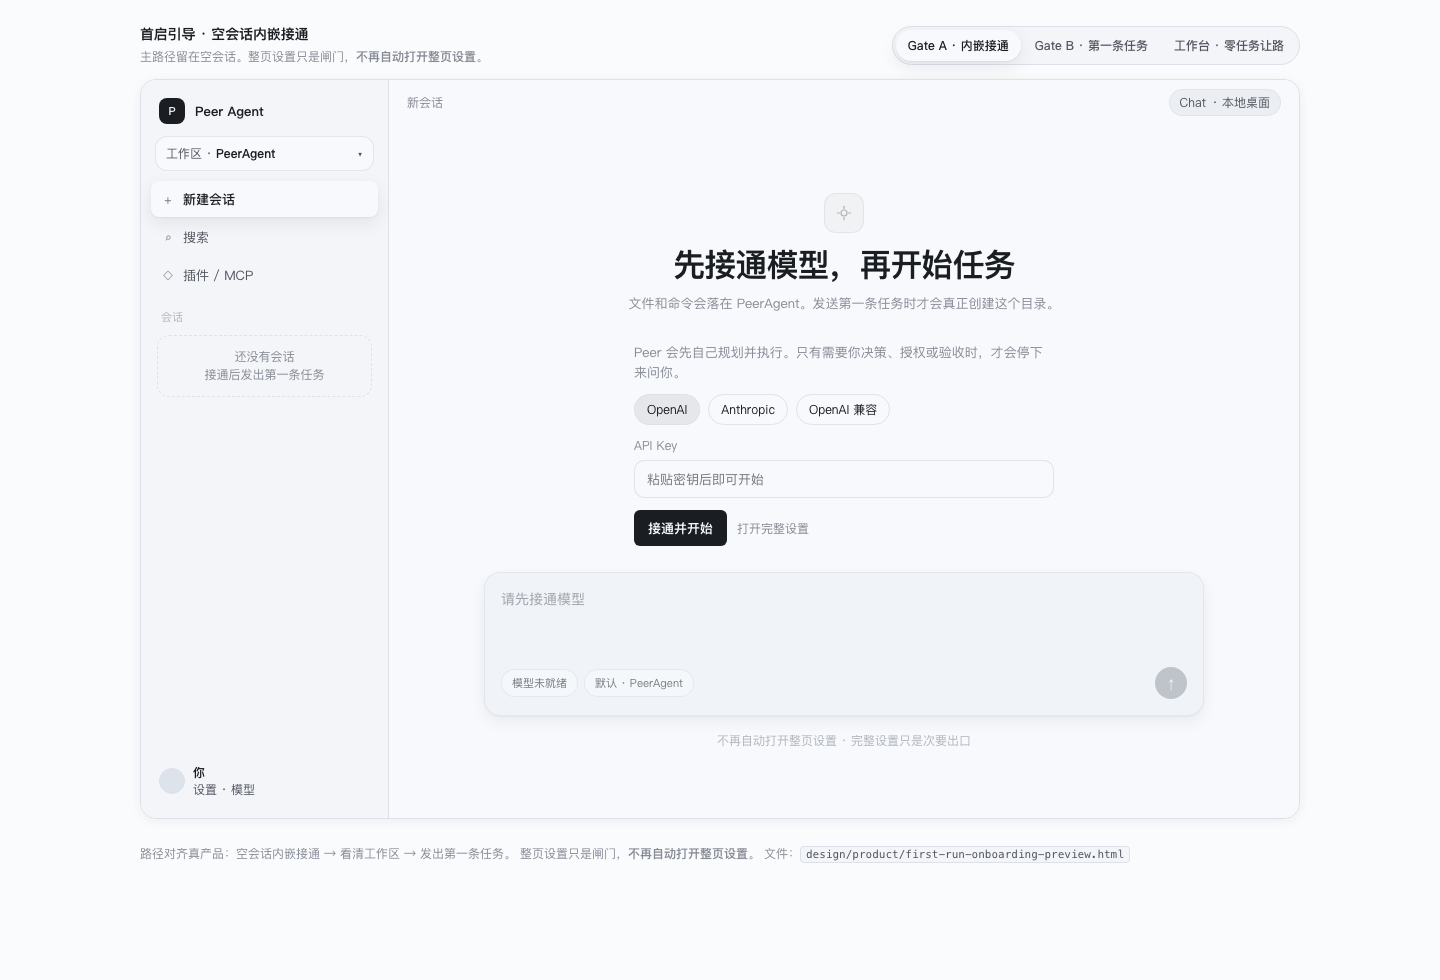 首启引导 · 空会话内嵌接通
主路径留在空会话。整页设置只是闸门，不再自动打开整页设置。
Gate A · 内嵌接通
Gate B · 第一条任务
工作台 · 零任务让路
P
Peer Agent
工作区 · PeerAgent
+ 新建会话
搜索
插件 / MCP
会话
还没有会话
接通后发出第一条任务
你
设置 · 模型
新会话
Chat · 本地桌面
先接通模型，再开始任务
文件和命令会落在 PeerAgent。发送第一条任务时才会真正创建这个目录。
Peer 会先自己规划并执行。只有需要你决策、授权或验收时，才会停下
来问你。
OpenAI
Anthropic
OpenAI 兼容
API Key
粘贴密钥后即可开始
接通并开始
打开完整设置
请先接通模型
模型未就绪
默认 · PeerAgent
↑
不再自动打开整页设置 · 完整设置只是次要出口
路径对齐真产品：空会话内嵌接通 → 看清工作区 → 发出第一条任务。 整页设置只是闸门，不再自动打开整页设置。 文件： design/product/first-run-onboarding-preview.html